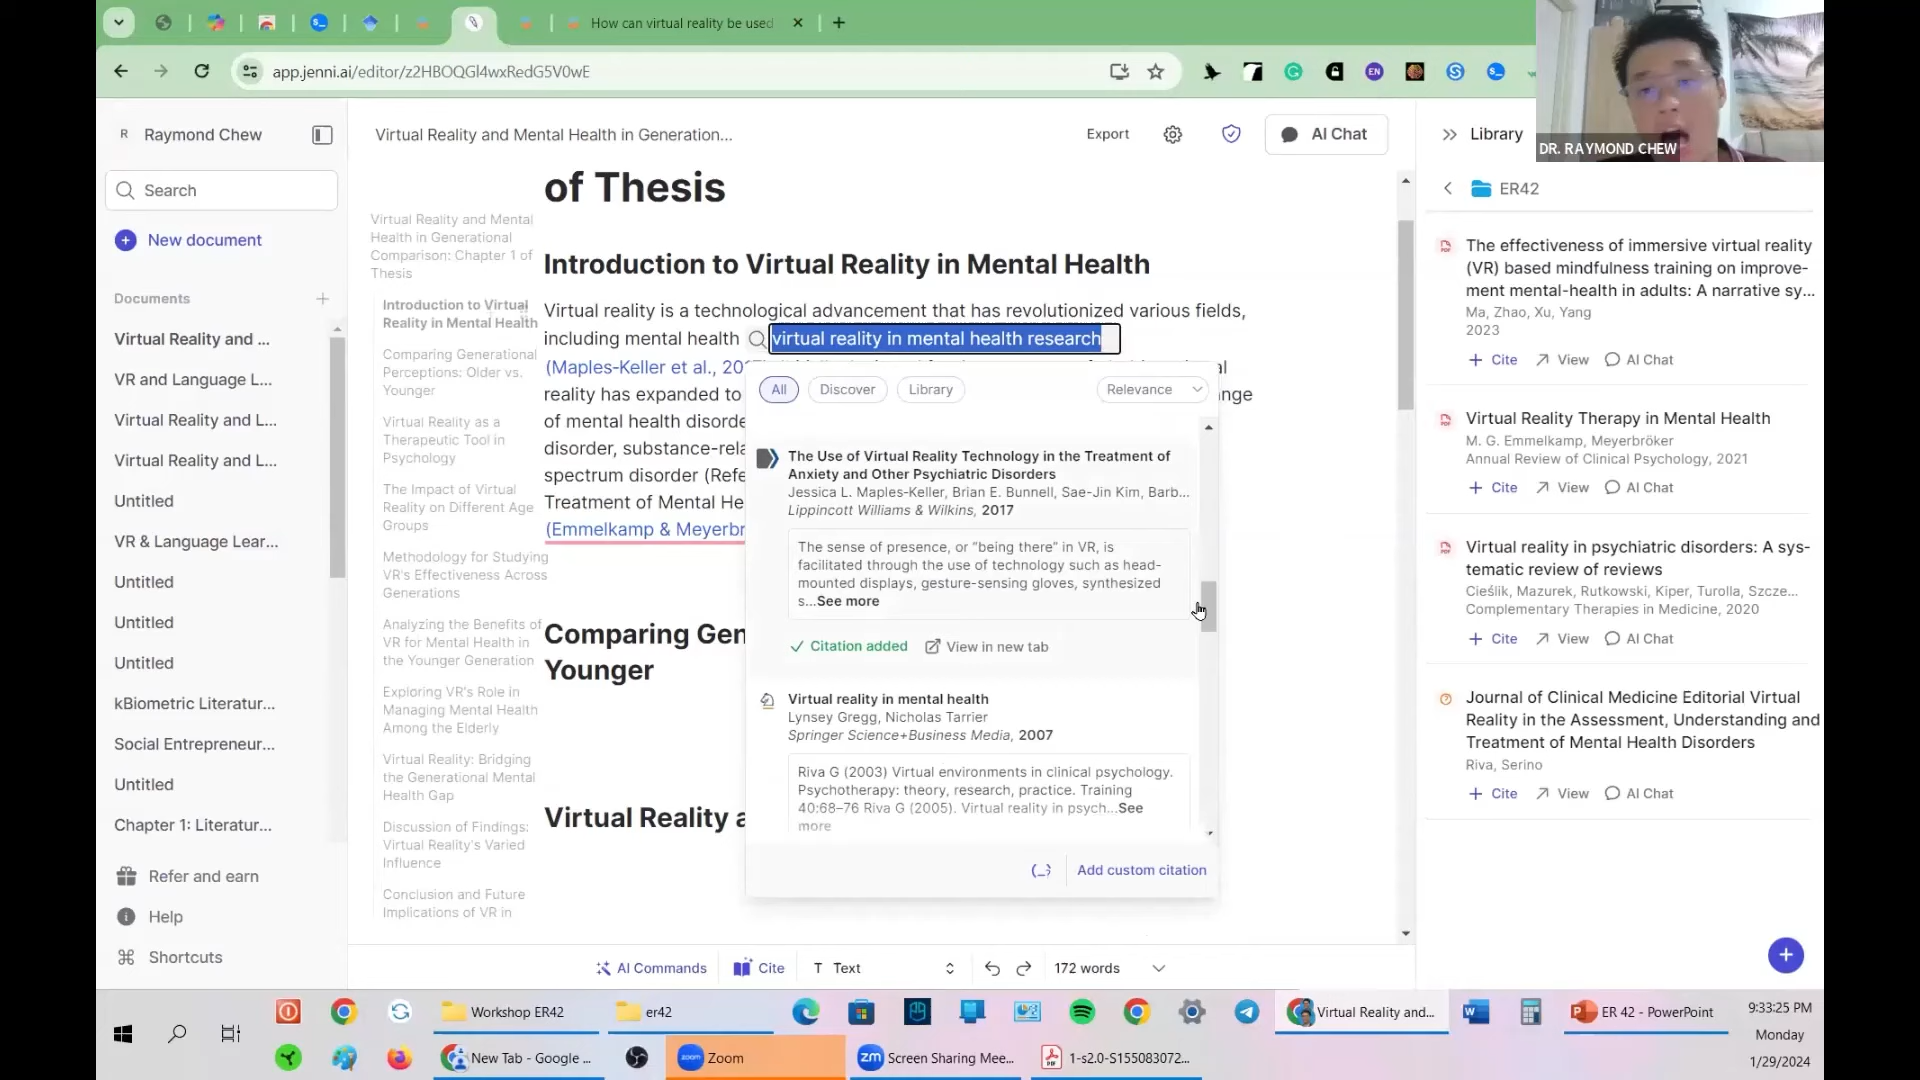 How can virtual reality be used
app.jenni.ai/editor/z2HBOQGl4wxRedG5V0wE
EN
DR. RAYMOND CHEW
R Raymond Chew
Search
New document
Documents
Virtual Reality and ...
VR and Language L...
Virtual Reality and L...
Virtual Reality and L...
Untitled
VR & Language Lear...
Untitled
Untitled
Untitled
kBiometric Literatur...
Social Entrepreneur...
Untitled
Chapter 1: Literatur...
Refer and earn
Help
Shortcuts
Virtual Reality and Mental Health in Generation...
Export
AI Chat
Virtual Reality and Mental
Health in Generational
Comparison: Chapter 1 of
Thesis
Introduction to Virtual
Reality in Mental Health
Comparing Generational
Perceptions: Older vs.
Younger
Virtual Reality as a
Therapeutic Tool in
Psychology
The Impact of Virtual
Reality on Different Age
Groups
Methodology for Studying
VR's Effectiveness Across
Generations
Analyzing the Benefits of
VR for Mental Health in
the Younger Generation
Exploring VR's Role in
Managing Mental Health
Among the Elderly
Virtual Reality: Bridging
the Generational Mental
Health Gap
Discussion of Findings:
Virtual Reality's Varied
Influence
Conclusion and Future
Implications of VR in
of Thesis
Introduction to Virtual Reality in Mental Health
Virtual reality is a technological advancement that has revolutionized various fields,
including mental health virtual reality in mental health research
(Maples-Keller et al., 20
reality has expanded to
of mental health disorde
disorder, substance-rela
spectrum disorder (Refe
Treatment of Mental He
(Emmelkamp & Meyerbr
Comparing Gen
Younger
Virtual Reality a
All
Discover
Library
Relevance
The Use of Virtual Reality Technology in the Treatment of
Anxiety and Other Psychiatric Disorders
Jessica L. Maples-Keller, Brian E. Bunnell, Sae-Jin Kim, Barb...
Lippincott Williams & Wilkins, 2017
The sense of presence, or “being there” in VR, is
facilitated through the use of technology such as head-
mounted displays, gesture-sensing gloves, synthesized
s...See more
Citation added
View in new tab
Virtual reality in mental health
Lynsey Gregg, Nicholas Tarrier
Springer Science+Business Media, 2007
Riva G (2003) Virtual environments in clinical psychology.
Psychotherapy: theory, research, practice. Training
40:68–76 Riva G (2005). Virtual reality in psych...See
more
Add custom citation
AI Commands
Cite
T Text
172 words
Library
ER42
The effectiveness of immersive virtual reality
(VR) based mindfulness training on improve-
ment mental-health in adults: A narrative sy...
Ma, Zhao, Xu, Yang
2023
Cite View AI Chat
Virtual Reality Therapy in Mental Health
M. G. Emmelkamp, Meyerbröker
Annual Review of Clinical Psychology, 2021
Cite View AI Chat
Virtual reality in psychiatric disorders: A sys-
tematic review of reviews
Cieślik, Mazurek, Rutkowski, Kiper, Turolla, Szcze...
Complementary Therapies in Medicine, 2020
Cite View AI Chat
Journal of Clinical Medicine Editorial Virtual
Reality in the Assessment, Understanding and
Treatment of Mental Health Disorders
Riva, Serino
Cite View AI Chat
Workshop ER42
er42
Virtual Reality and...
ER 42 - PowerPoint
New Tab - Google ...
zoom Zoom
zm Screen Sharing Mee...
1-s2.0-S155083072...
9:33:25 PM
Monday
1/29/2024